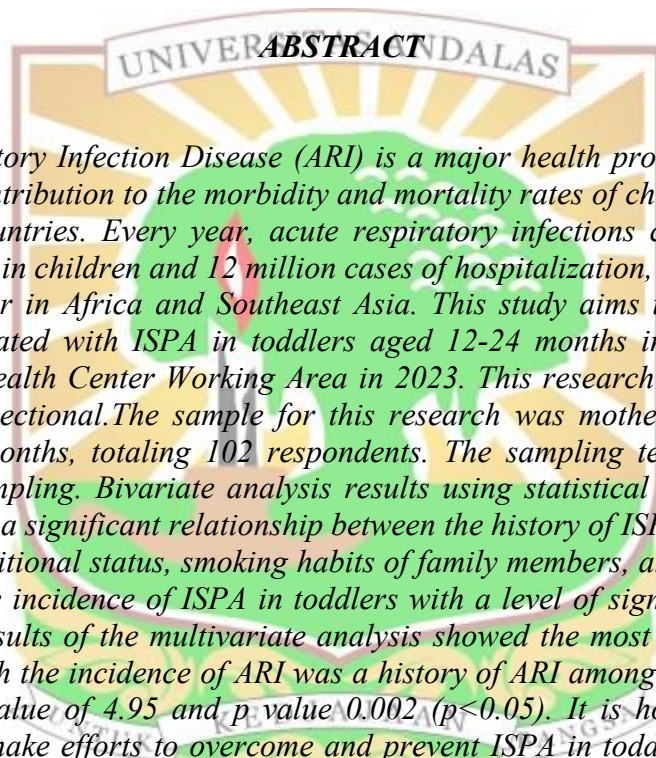 UNIVERSITAS ANDALAS
ABSTRACT
tory Infection Disease (ARI) is a major health pro
ntribution to the morbidity and mortality rates of ch
untries. Every year, acute respiratory infections c
in children and 12 million cases of hospitalization,
r in Africa and Southeast Asia. This study aims
ated with ISPA in toddlers aged 12-24 months in
ealth Center Working Area in 2023. This research
ectional.The sample for this research was mothe
onths, totaling 102 respondents. The sampling te
mpling. Bivariate analysis results using statistical
a significant relationship between the history of ISP
itional status, smoking habits of family members, a
e incidence of ISPA in toddlers with a level of sign
sults of the multivariate analysis showed the most
h the incidence of ARI was a history of ARI among
value of 4.95 and p value 0.002 (p<0.05). It is ho
make efforts to overcome and prevent ISPA in todd